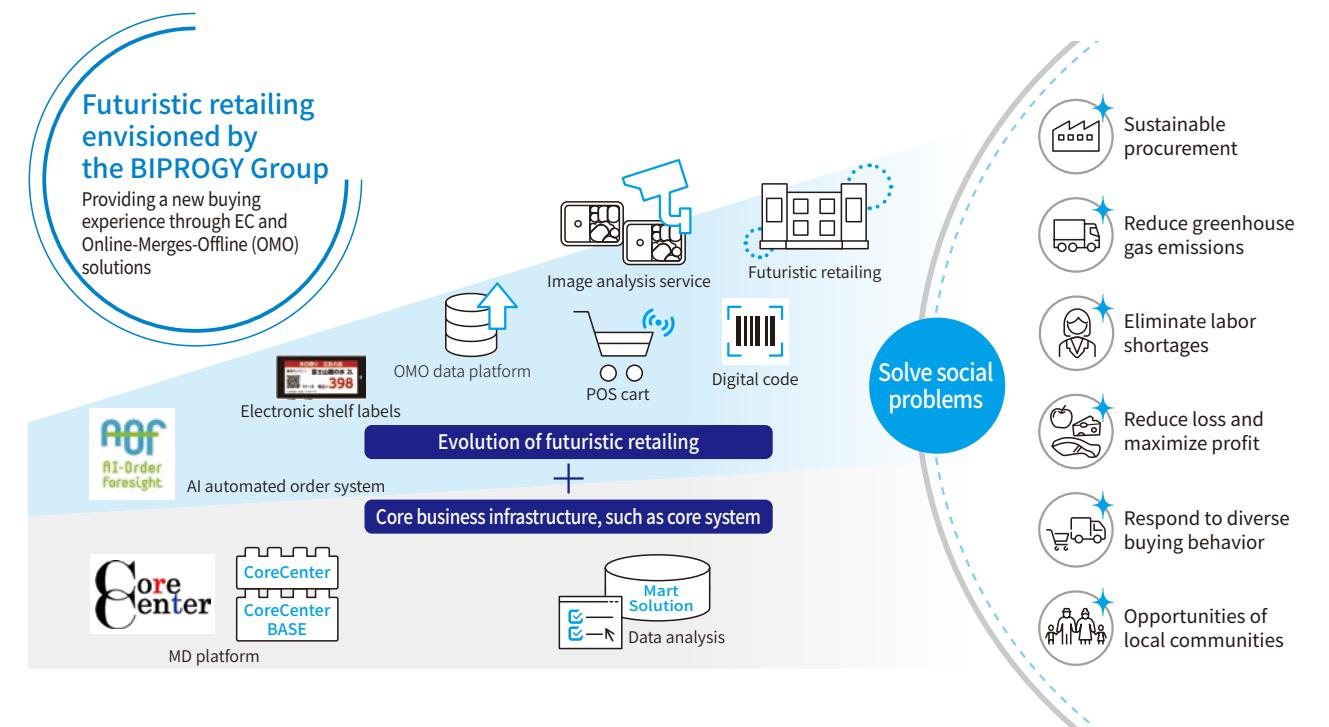 Futuristic retailing
envisioned by
the BIPROGY Group
Providing a new buying
experience through EC and
Online-Merges-Offline (OMO)
solutions
Image analysis service
Futuristic retailing
OMO data platform
POS cart
Digital code
398
Electronic shelf labels
AOF
AI-Order
Foresight
AI automated order system
Evolution of futuristic retailing
+
Core business infrastructure, such as core system
Core
Center
CoreCenter
CoreCenter
BASE
MD platform
Mart
Solution
Data analysis
Solve social
problems
Sustainable
procurement
Reduce greenhouse
gas emissions
Eliminate labor
shortages
Reduce loss and
maximize profit
Respond to diverse
buying behavior
Opportunities of
local communities